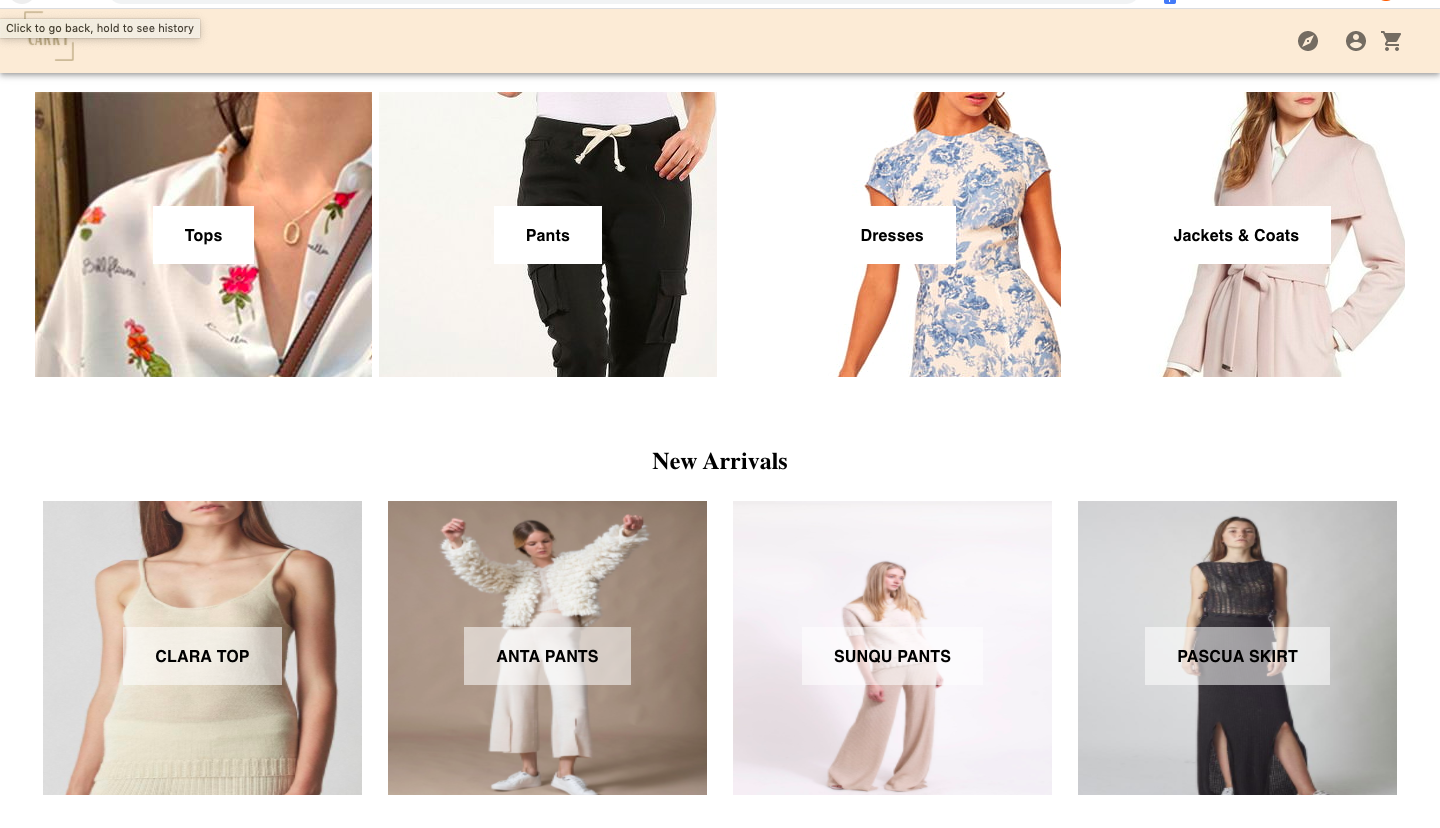 Click to go back, hold to see history
CARRY
Tops
Pants
Dresses
Jackets & Coats
New Arrivals
CLARA TOP
ANTA PANTS
SUNQU PANTS
PASCUA SKIRT